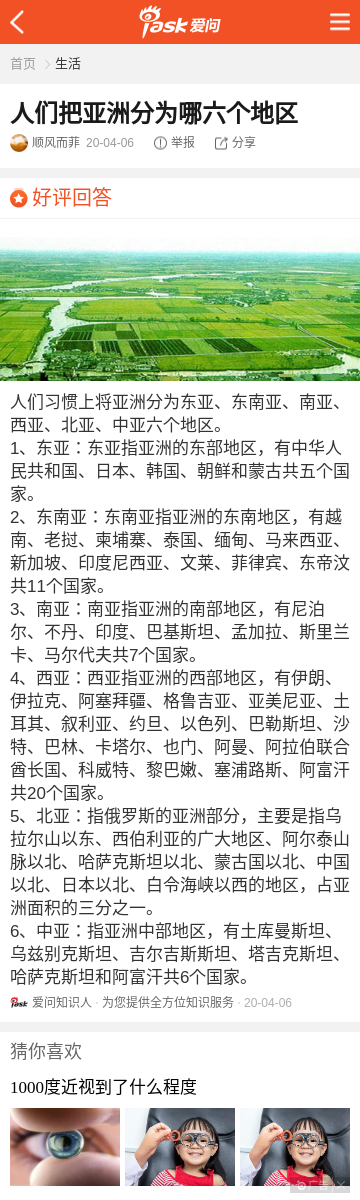 iask 爱问
首页 > 生活
人们把亚洲分为哪六个地区
顺风而菲 20-04-06 举报 分享
好评回答
人们习惯上将亚洲分为东亚、东南亚、南亚、
西亚、北亚、中亚六个地区。
1、东亚：东亚指亚洲的东部地区，有中华人
民共和国、日本、韩国、朝鲜和蒙古共五个国
家。
2、东南亚：东南亚指亚洲的东南地区，有越
南、老挝、柬埔寨、泰国、缅甸、马来西亚、
新加坡、印度尼西亚、文莱、菲律宾、东帝汶
共11个国家。
3、南亚：南亚指亚洲的南部地区，有尼泊
尔、不丹、印度、巴基斯坦、孟加拉、斯里兰
卡、马尔代夫共7个国家。
4、西亚：西亚指亚洲的西部地区，有伊朗、
伊拉克、阿塞拜疆、格鲁吉亚、亚美尼亚、土
耳其、叙利亚、约旦、以色列、巴勒斯坦、沙
特、巴林、卡塔尔、也门、阿曼、阿拉伯联合
酋长国、科威特、黎巴嫩、塞浦路斯、阿富汗
共20个国家。
5、北亚：指俄罗斯的亚洲部分，主要是指乌
拉尔山以东、西伯利亚的广大地区、阿尔泰山
脉以北、哈萨克斯坦以北、蒙古国以北、中国
以北、日本以北、白令海峡以西的地区，占亚
洲面积的三分之一。
6、中亚：指亚洲中部地区，有土库曼斯坦、
乌兹别克斯坦、吉尔吉斯斯坦、塔吉克斯坦、
哈萨克斯坦和阿富汗共6个国家。
iask 爱问知识人 · 为您提供全方位知识服务 · 20-04-06
猜你喜欢
1000度近视到了什么程度
广告 X